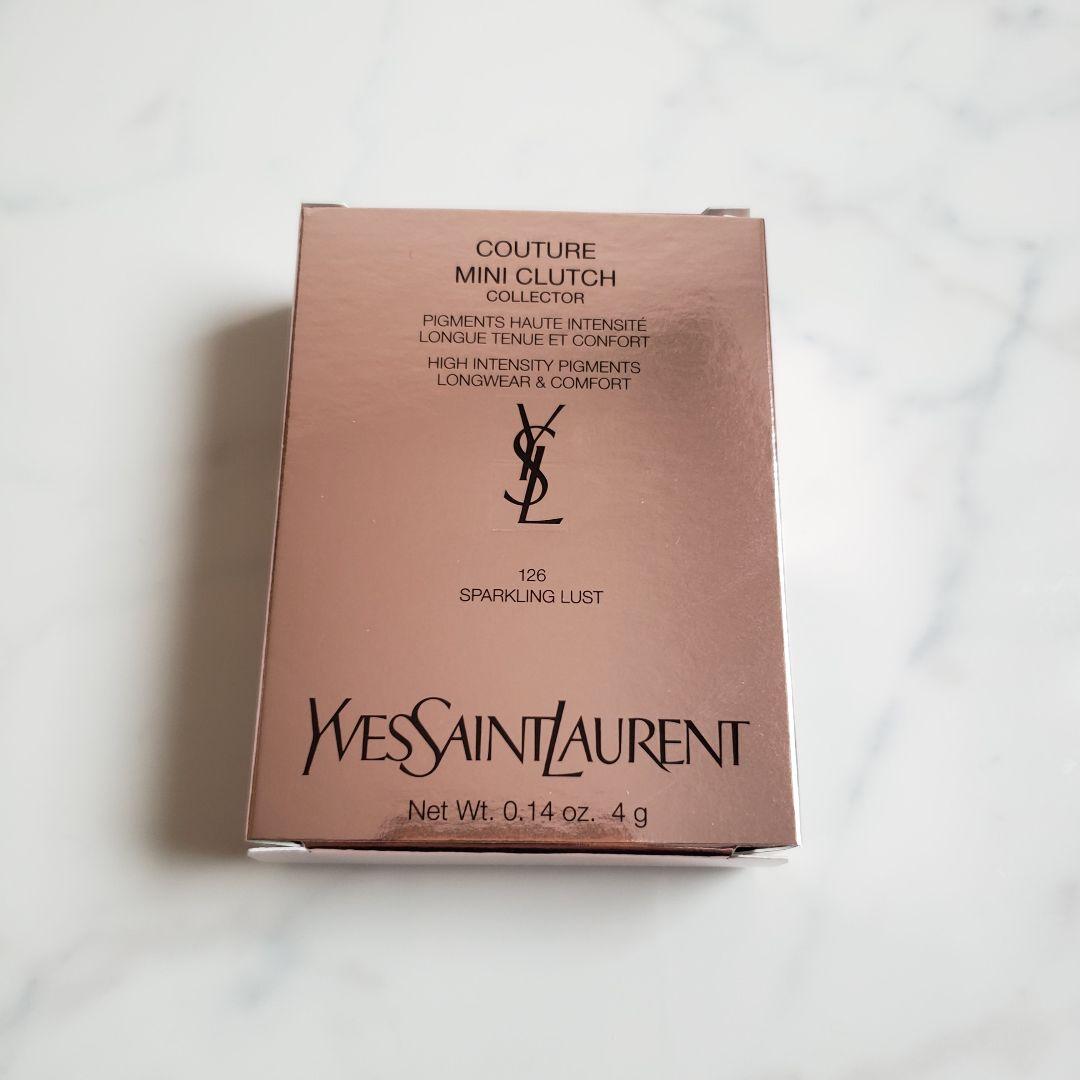 COUTURE
MINI CLUTCH
COLLECTOR
PIGMENTS HAUTE INTENSITÉ
LONGUE TENUE ET CONFORT
HIGH INTENSITY PIGMENTS
LONGWEAR & COMFORT
YSL
126
SPARKLING LUST
YVESSAINTLAURENT
Net Wt. 0.14 oz. 4 g